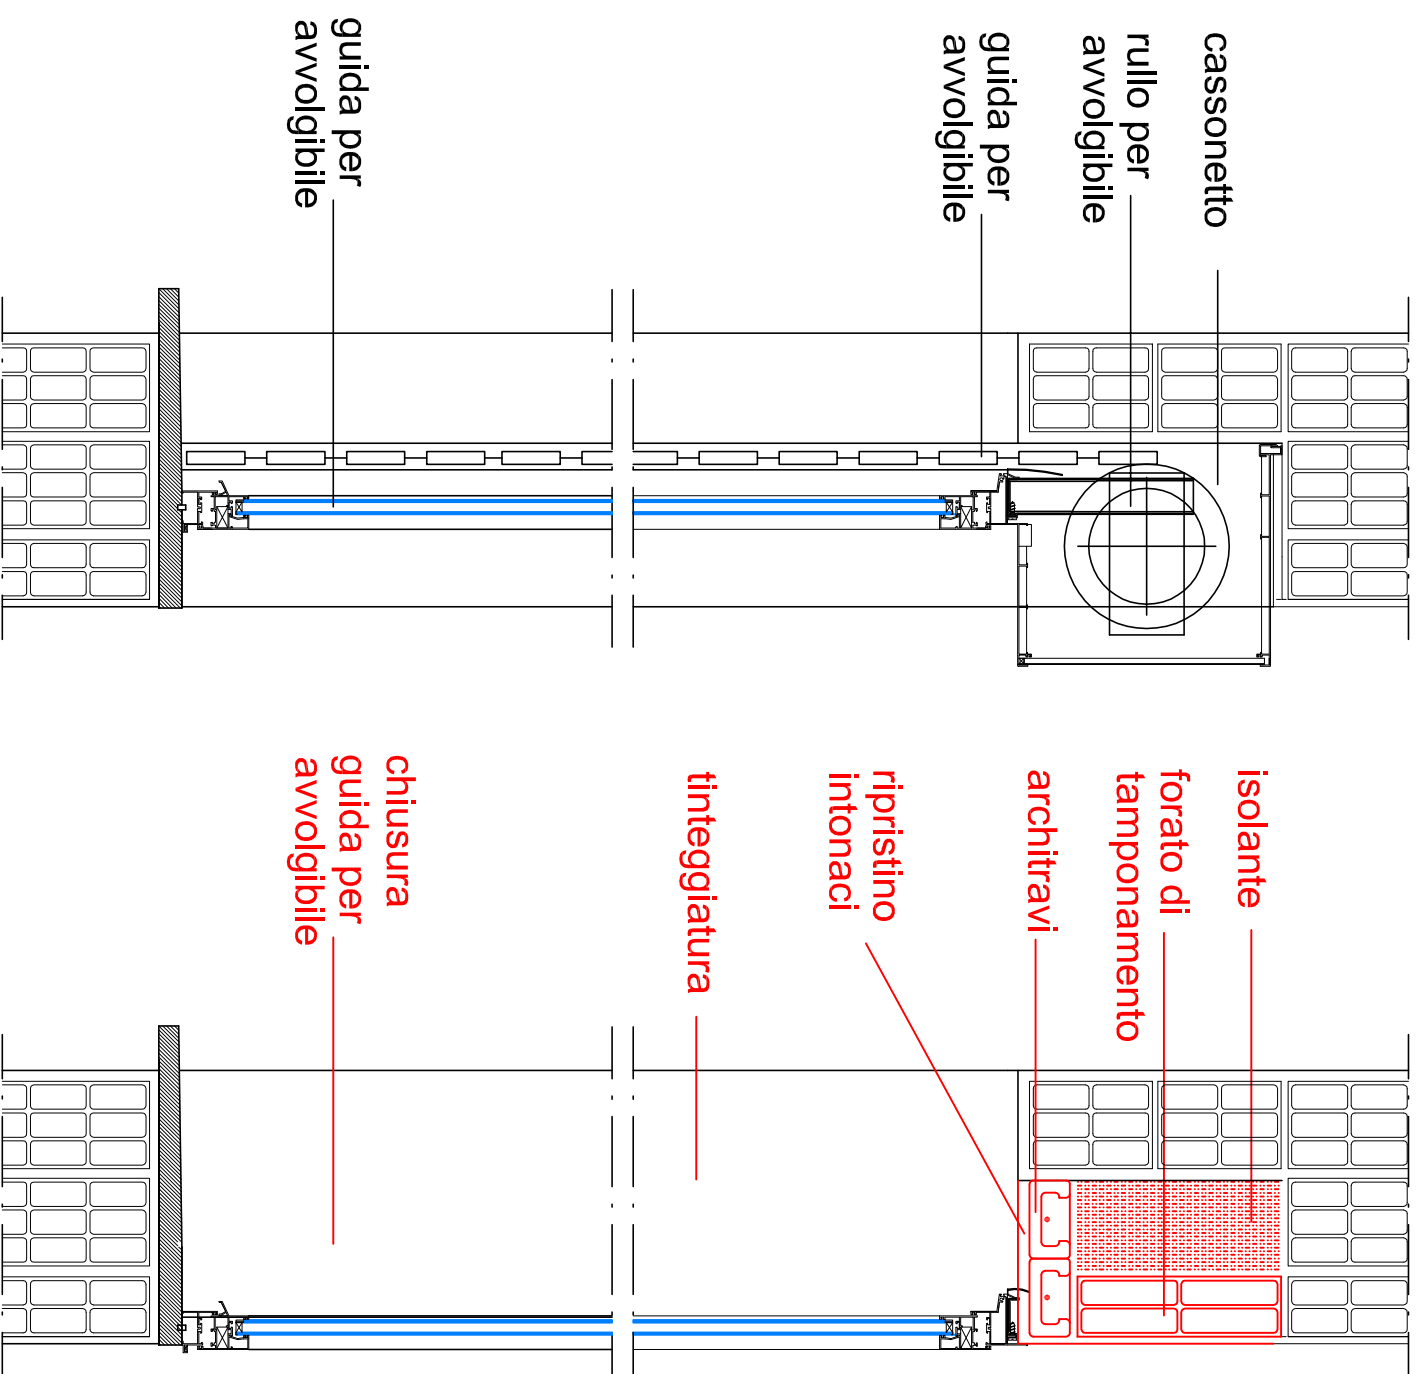 cassonetto
rullo per
avvolgibile
guida per
avvolgibile
guida per
avvolgibile
isolante
forato di
tamponamento
architravi
ripristino
intonaci
tinteggiatura
chiusura
guida per
avvolgibile